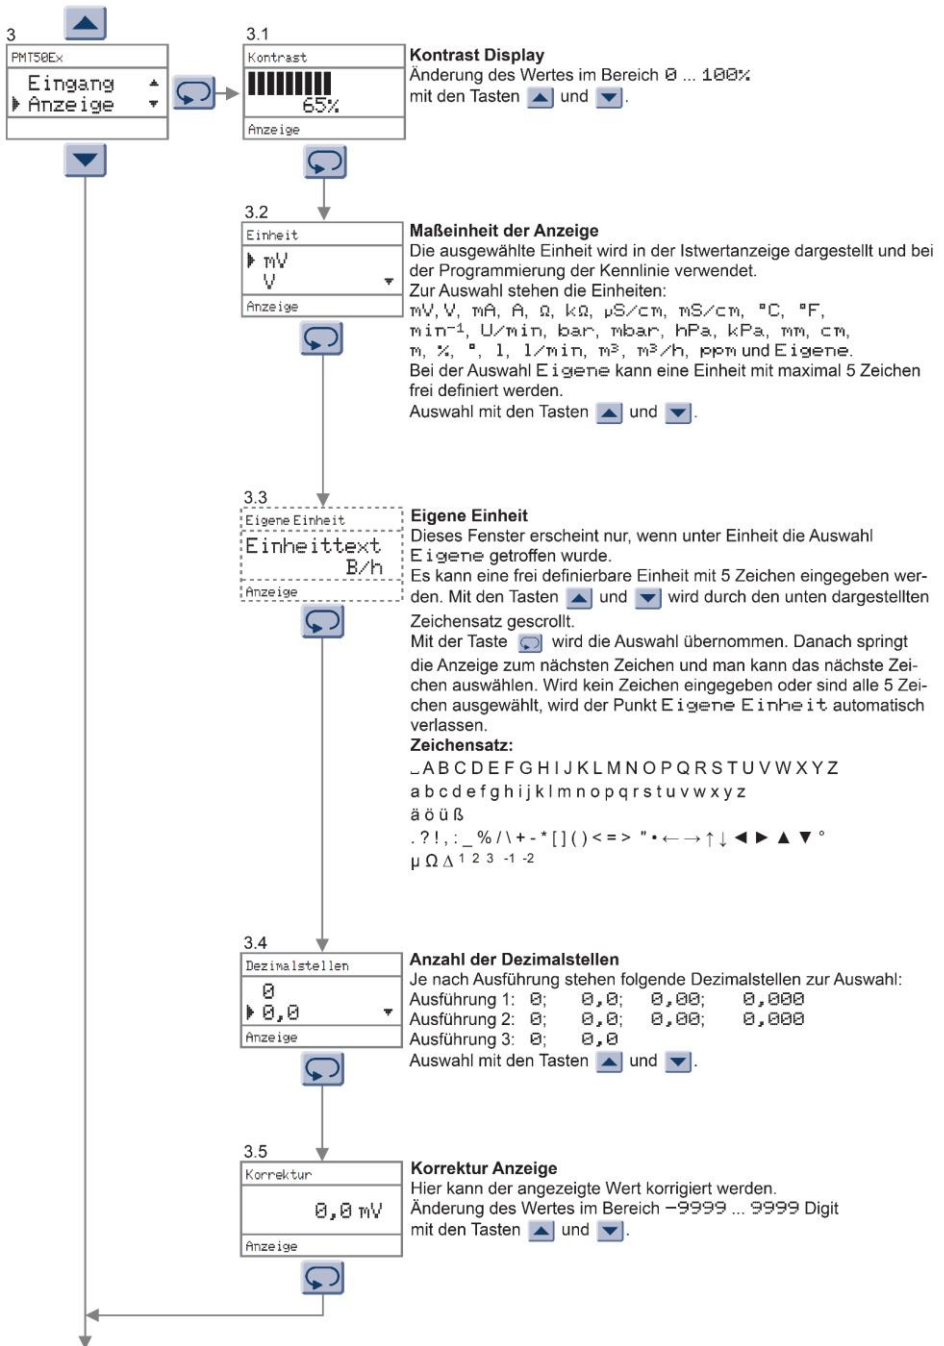 3
PMT50Ex
Eingang
Anzeige
3.1
Kontrast
65%
Anzeige
Kontrast Display
Änderung des Wertes im Bereich 0 ... 100%
mit den Tasten ▲ und ▼.
3.2
Einheit
mV
V
Anzeige
Maßeinheit der Anzeige
Die ausgewählte Einheit wird in der Istwertanzeige dargestellt und bei
der Programmierung der Kennlinie verwendet.
Zur Auswahl stehen die Einheiten:
mV, V, mA, A, Ω, kΩ, µS/cm, mS/cm, °C, °F,
min⁻¹, U/min, bar, mbar, hPa, kPa, mm, cm,
m, %, °, l, l/min, m³, m³/h, ppm und Eigene.
Bei der Auswahl Eigene kann eine Einheit mit maximal 5 Zeichen
frei definiert werden.
Auswahl mit den Tasten ▲ und ▼.
3.3
Eigene Einheit
Einheittext
B/h
Anzeige
Eigene Einheit
Dieses Fenster erscheint nur, wenn unter Einheit die Auswahl
Eigene getroffen wurde.
Es kann eine frei definierbare Einheit mit 5 Zeichen eingegeben wer-
den. Mit den Tasten ▲ und ▼ wird durch den unten dargestellten
Zeichensatz gescrollt.
Mit der Taste wird die Auswahl übernommen. Danach springt
die Anzeige zum nächsten Zeichen und man kann das nächste Zei-
chen auswählen. Wird kein Zeichen eingegeben oder sind alle 5 Zei-
chen ausgewählt, wird der Punkt Eigene Einheit automatisch
verlassen.
Zeichensatz:
⎵ A B C D E F G H I J K L M N O P Q R S T U V W X Y Z
a b c d e f g h i j k l m n o p q r s t u v w x y z
ä ö ü ß
. ? ! , : _ % / \ + - * [ ] ( ) < = > " • ← → ↑ ↓ ◄ ► ▲ ▼ °
µ Ω Δ ¹ ² ³ ⁻¹ ⁻²
3.4
Dezimalstellen
0
0,0
Anzeige
Anzahl der Dezimalstellen
Je nach Ausführung stehen folgende Dezimalstellen zur Auswahl:
Ausführung 1: 0; 0,0; 0,00; 0,000
Ausführung 2: 0; 0,0; 0,00; 0,000
Ausführung 3: 0; 0,0
Auswahl mit den Tasten ▲ und ▼.
3.5
Korrektur
0,0 mV
Anzeige
Korrektur Anzeige
Hier kann der angezeigte Wert korrigiert werden.
Änderung des Wertes im Bereich -9999 ... 9999 Digit
mit den Tasten ▲ und ▼.